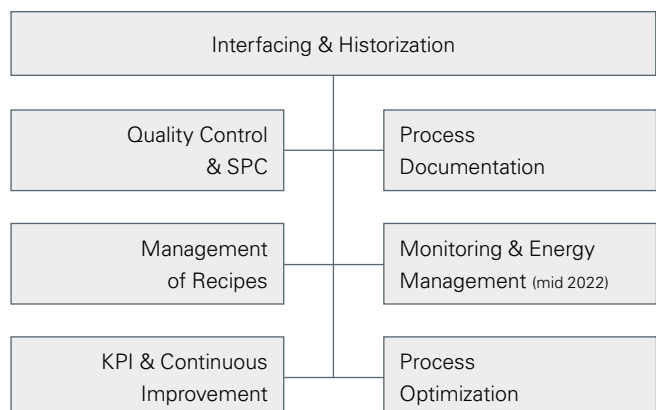 Interfacing & Historization
Quality Control
& SPC
Process
Documentation
Management
of Recipes
Monitoring & Energy
Management (mid 2022)
KPI & Continuous
Improvement
Process
Optimization